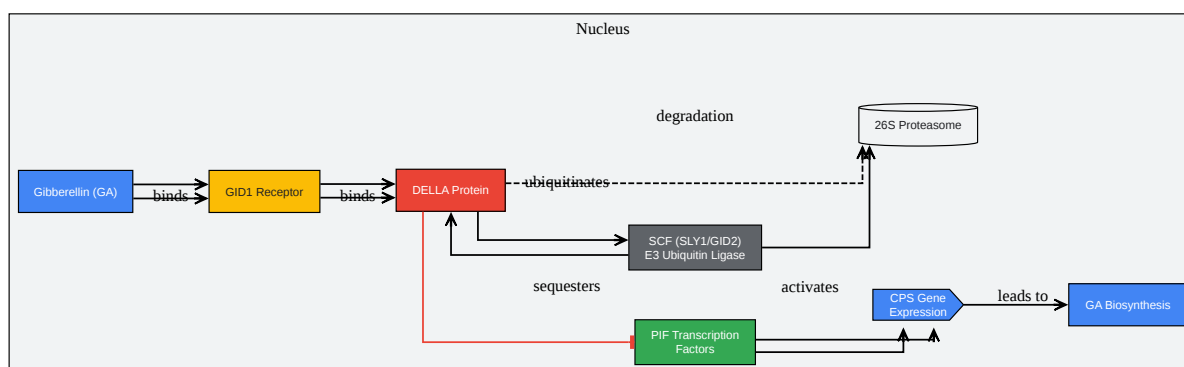 Nucleus
degradation
26S Proteasome
Gibberellin (GA)
binds
GID1 Receptor
binds
DELLA Protein
ubiquitinates
SCF (SLY1/GID2)
E3 Ubiquitin Ligase
sequesters
activates
CPS Gene
Expression
leads to
GA Biosynthesis
PIF Transcription
Factors